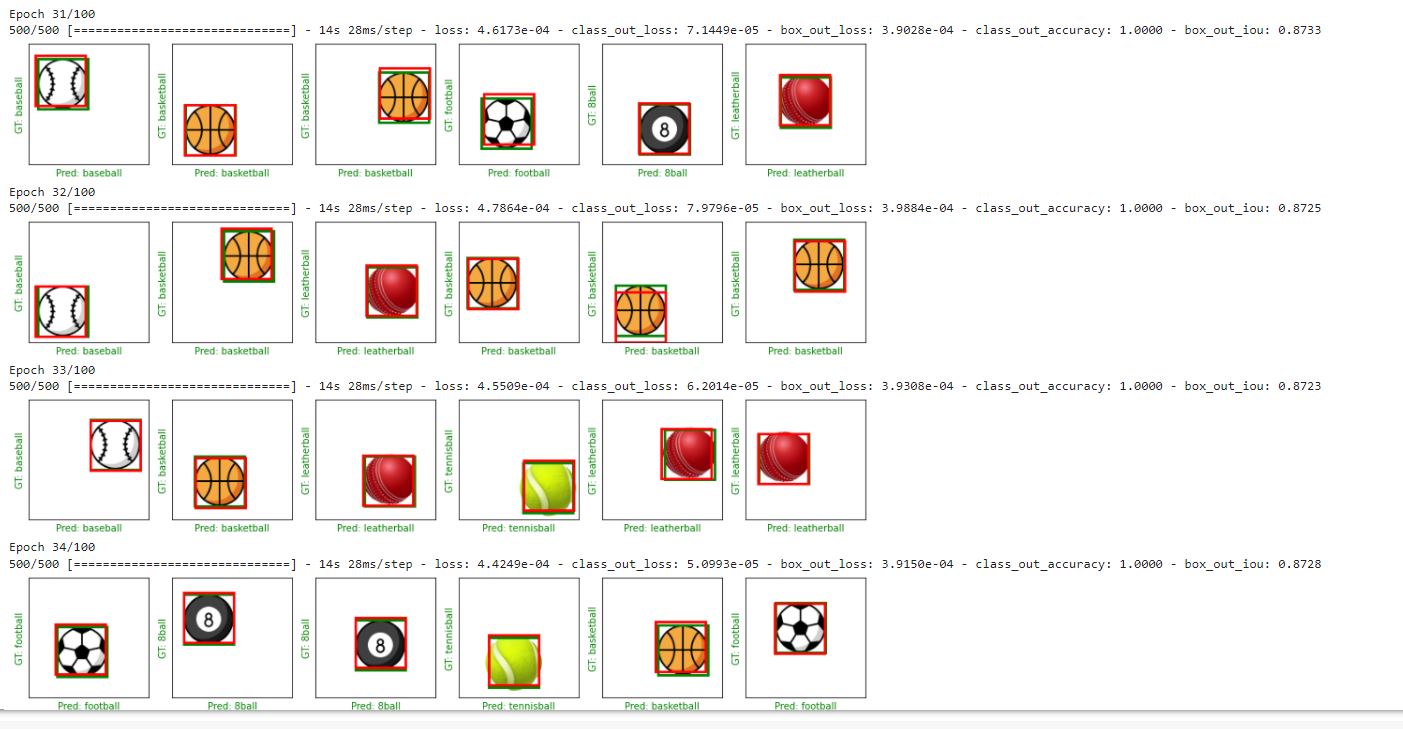 Epoch 31/100
500/500 [==============================] - 14s 28ms/step - loss: 4.6173e-04 - class_out_loss: 7.1449e-05 - box_out_loss: 3.9028e-04 - class_out_accuracy: 1.0000 - box_out_iou: 0.8733
GT: baseball
GT: basketball
GT: basketball
GT: football
GT: 8ball
8
GT: leatherball
Pred: baseball
Pred: basketball
Pred: basketball
Pred: football
Pred: 8ball
Pred: leatherball
Epoch 32/100
500/500 [==============================] - 14s 28ms/step - loss: 4.7864e-04 - class_out_loss: 7.9796e-05 - box_out_loss: 3.9884e-04 - class_out_accuracy: 1.0000 - box_out_iou: 0.8725
GT: baseball
GT: basketball
GT: leatherball
GT: basketball
GT: basketball
GT: basketball
Pred: baseball
Pred: basketball
Pred: leatherball
Pred: basketball
Pred: basketball
Pred: basketball
Epoch 33/100
500/500 [==============================] - 14s 28ms/step - loss: 4.5509e-04 - class_out_loss: 6.2014e-05 - box_out_loss: 3.9308e-04 - class_out_accuracy: 1.0000 - box_out_iou: 0.8723
GT: baseball
GT: basketball
GT: leatherball
GT: tennisball
GT: leatherball
GT: leatherball
Pred: baseball
Pred: basketball
Pred: leatherball
Pred: tennisball
Pred: leatherball
Pred: leatherball
Epoch 34/100
500/500 [==============================] - 14s 28ms/step - loss: 4.4249e-04 - class_out_loss: 5.0993e-05 - box_out_loss: 3.9150e-04 - class_out_accuracy: 1.0000 - box_out_iou: 0.8728
GT: football
GT: 8ball
8
GT: 8ball
8
GT: tennisball
GT: basketball
GT: football
Pred: football
Pred: 8ball
Pred: 8ball
Pred: tennisball
Pred: basketball
Pred: football